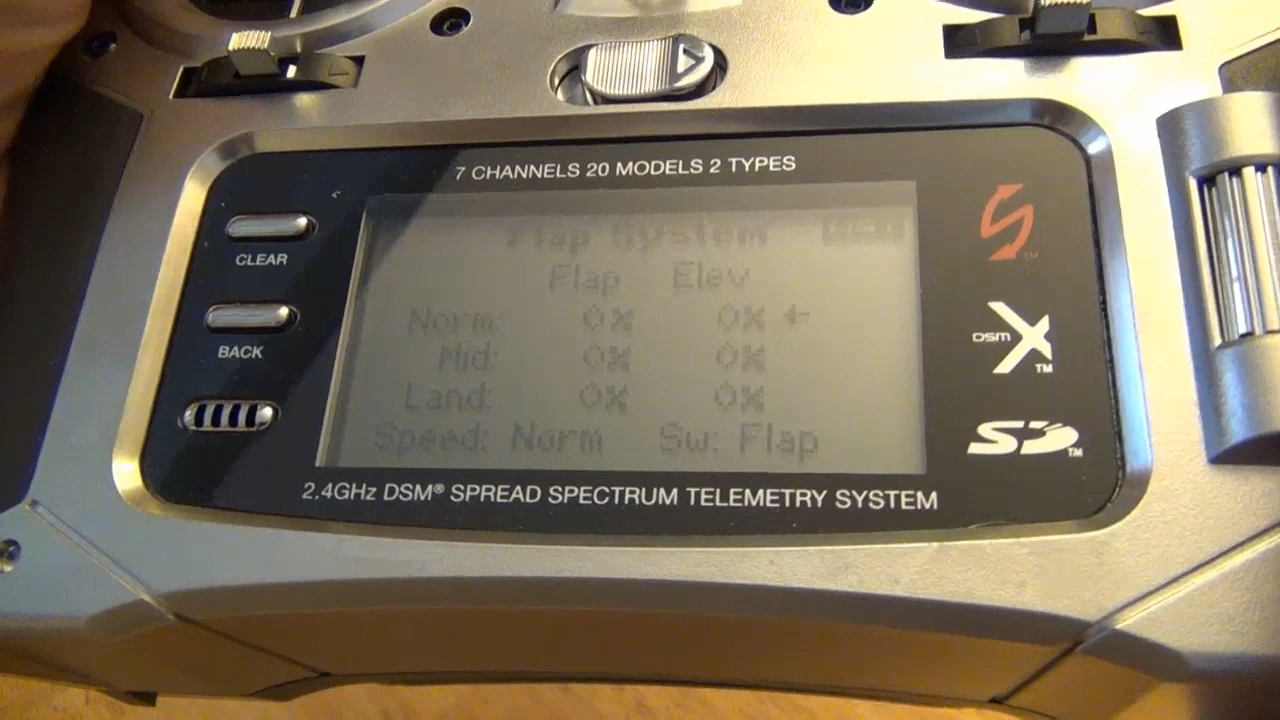 7 CHANNELS 20 MODELS 2 TYPES
CLEAR
BACK
Flap System
Flap Elev
Norm: 0% 0% ←
Mid: 0% 0%
Land: 0% 0%
Speed: Norm Sw: Flap
DSM X TM
SD TM
2.4GHz DSM® SPREAD SPECTRUM TELEMETRY SYSTEM